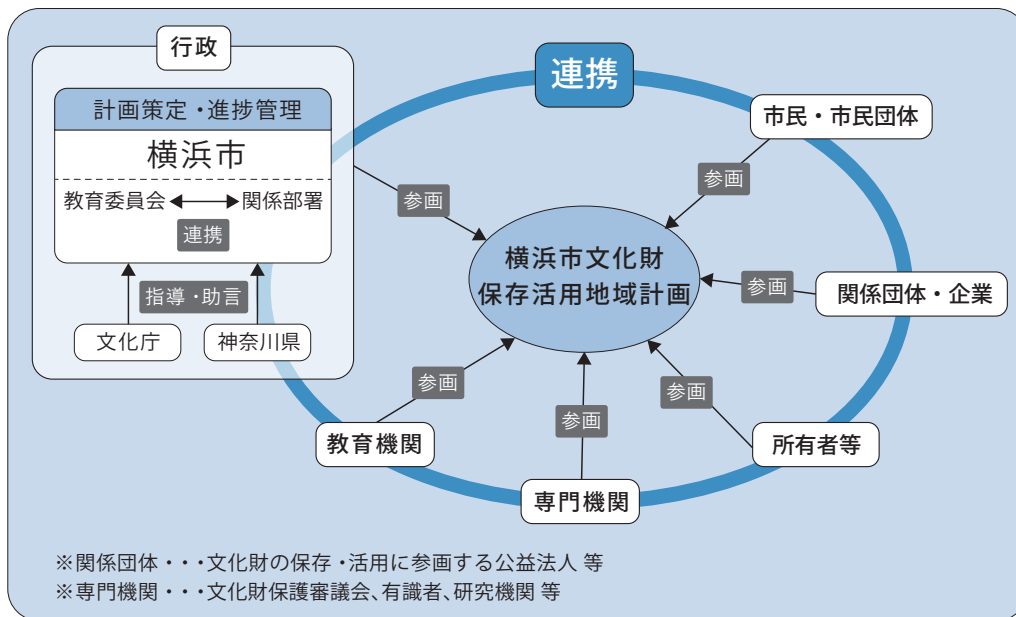 行政
計画策定・進捗管理
横浜市
教育委員会
関係部署
連携
指導・助言
文化庁
神奈川県
連携
市民・市民団体
関係団体・企業
所有者等
専門機関
教育機関
参画
参画
参画
参画
参画
参画
横浜市文化財
保存活用地域計画
※関係団体・・・文化財の保存・活用に参画する公益法人 等
※専門機関・・・文化財保護審議会、有識者、研究機関 等